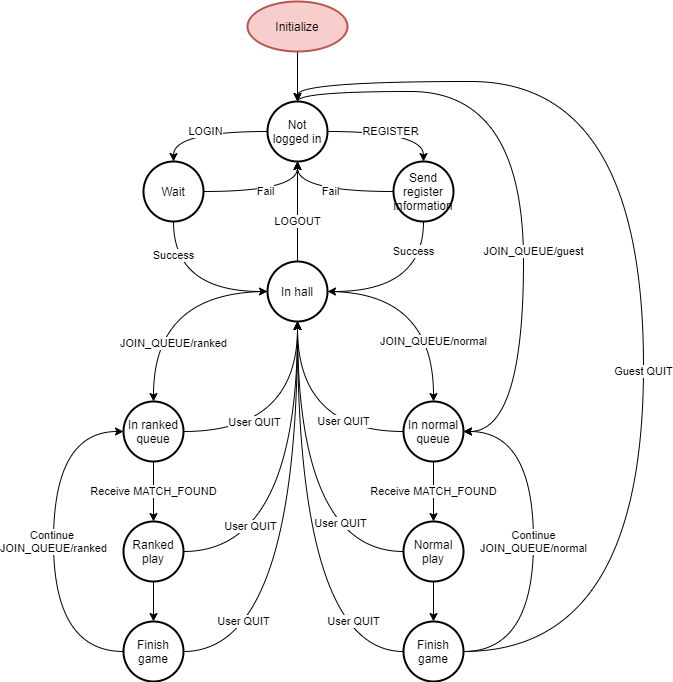 Initialize
Not
logged in
LOGIN
REGISTER
Wait
Send
register
information
Fail
Fail
LOGOUT
Success
Success
JOIN_QUEUE/guest
In hall
JOIN_QUEUE/ranked
JOIN_QUEUE/normal
Guest QUIT
In ranked
queue
User QUIT
User QUIT
In normal
queue
Receive MATCH_FOUND
Receive MATCH_FOUND
Continue
JOIN_QUEUE/ranked
Ranked
play
User QUIT
User QUIT
Normal
play
Continue
JOIN_QUEUE/normal
Finish
game
User QUIT
User QUIT
Finish
game